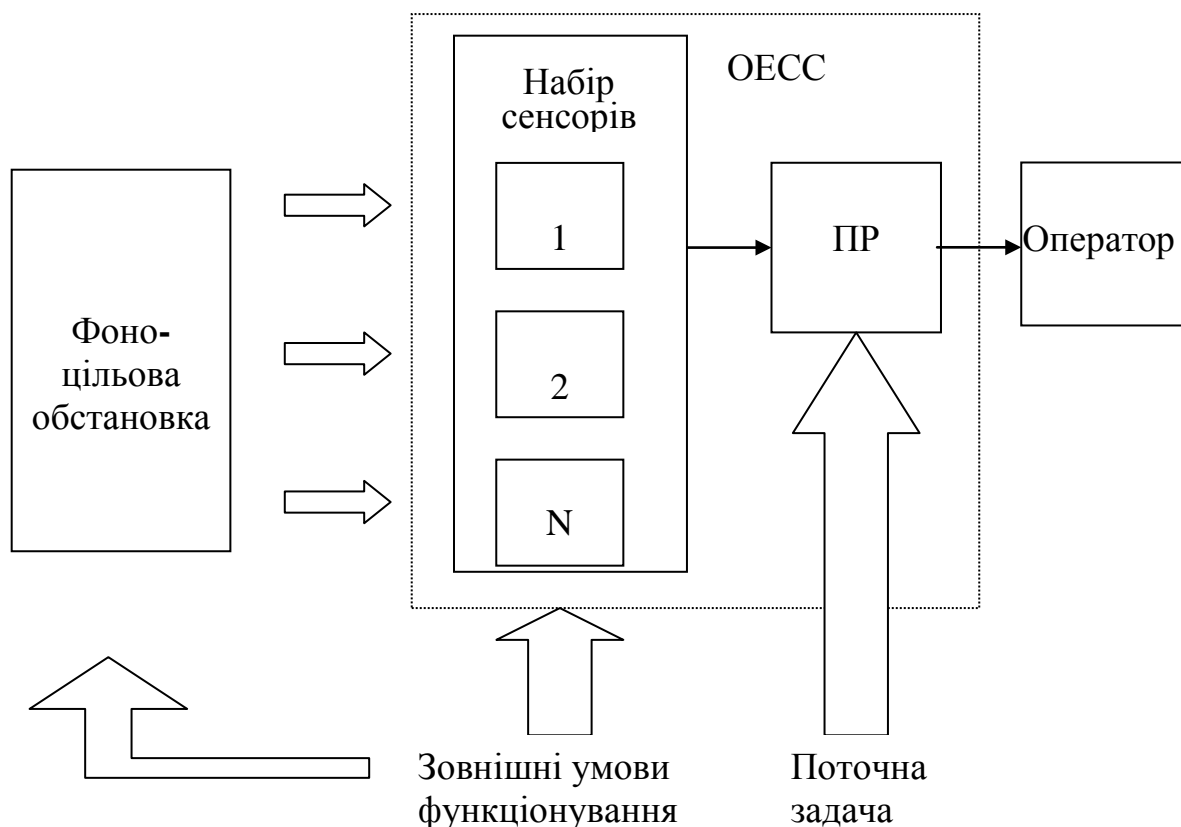 ОЕСС
Набір
сенсорів
1
2
N
ПР
Оператор
Фоно-
цільова
обстановка
Зовнішні умови
функціонування
Поточна
задача